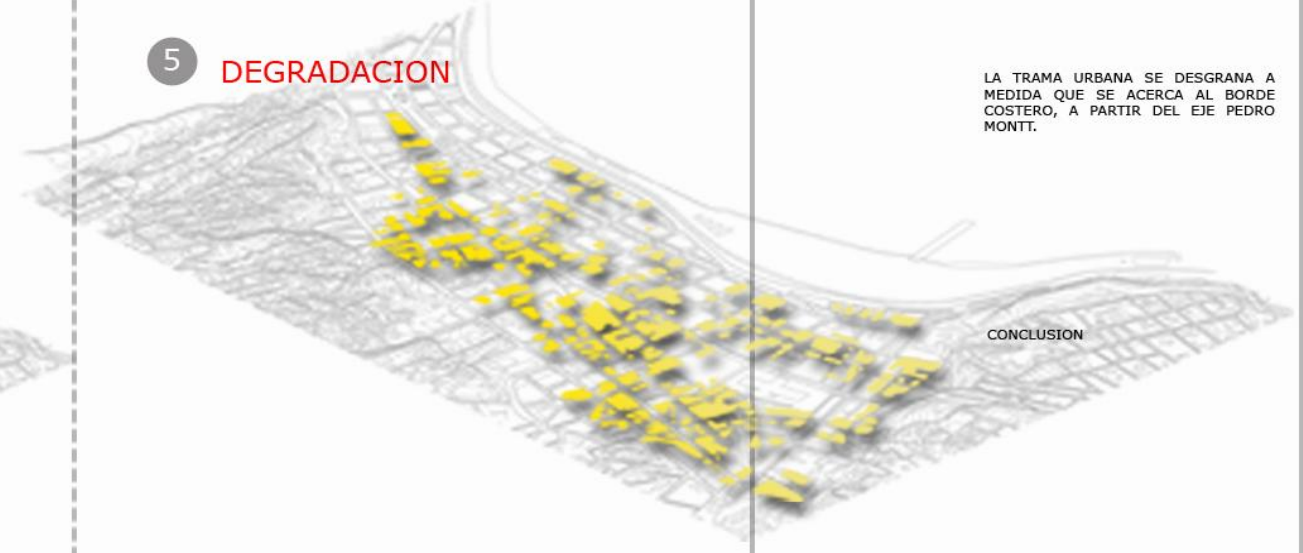 5
DEGRADACION
LA TRAMA URBANA SE DESGRANA A
MEDIDA QUE SE ACERCA AL BORDE
COSTERO, A PARTIR DEL EJE PEDRO
MONTT.
CONCLUSION